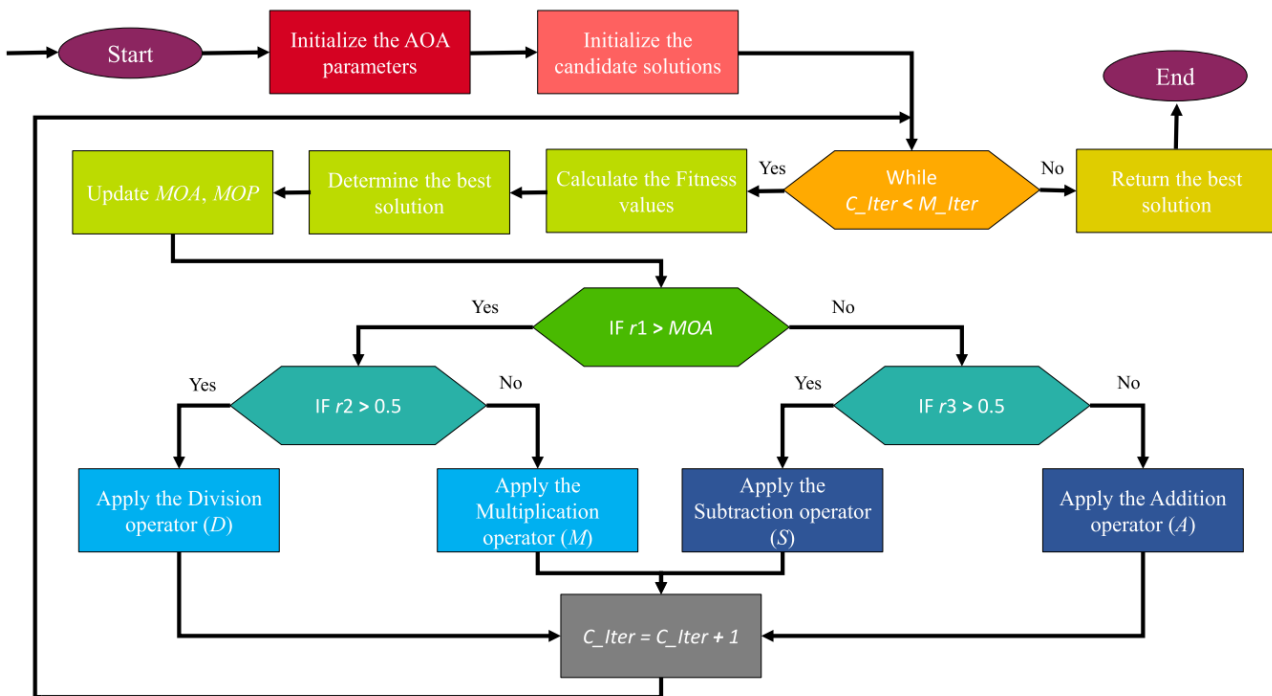 Start
Initialize the AOA
parameters
Initialize the
candidate solutions
End
Update MOA, MOP
Determine the best
solution
Calculate the Fitness
values
Yes
While
C_Iter < M_Iter
No
Return the best
solution
Yes
IF r1 > MOA
No
Yes
IF r2 > 0.5
No
Yes
IF r3 > 0.5
No
Apply the Division
operator (D)
Apply the
Multiplication
operator (M)
Apply the
Subtraction operator
(S)
Apply the Addition
operator (A)
C_Iter = C_Iter + 1